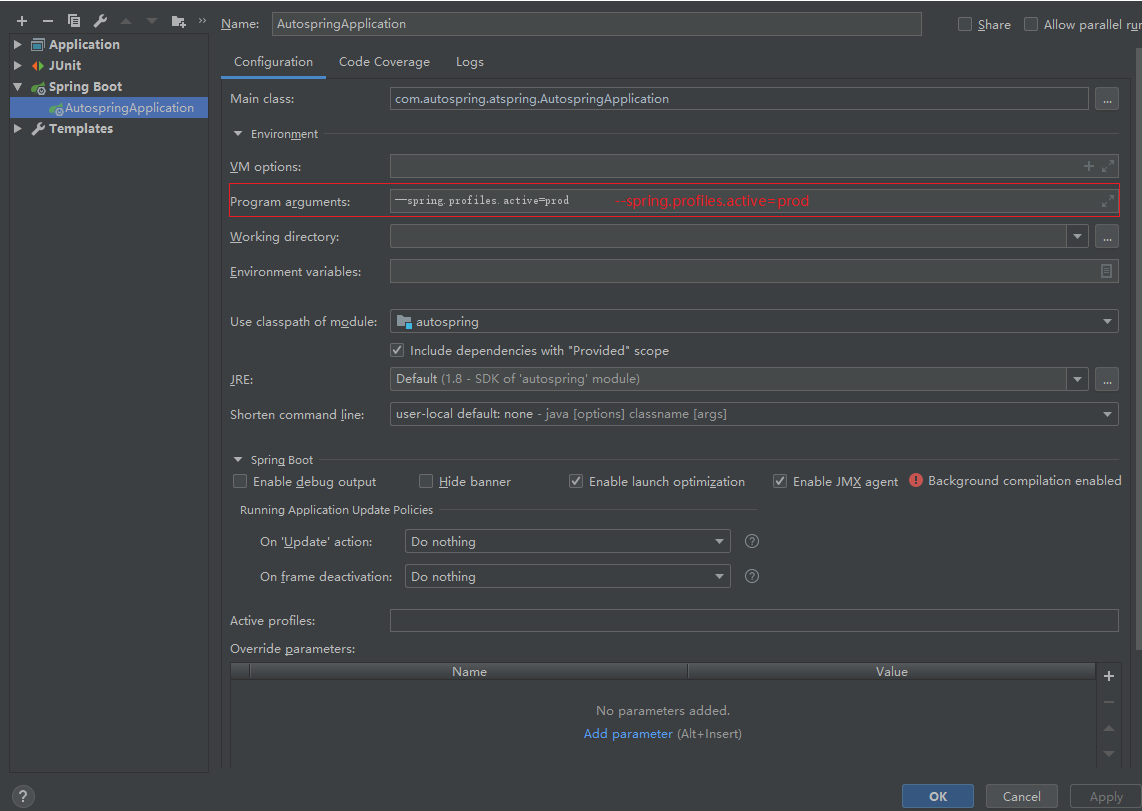 Name: AutospringApplication Share Allow parallel run
Application
JUnit
Spring Boot
AutospringApplication
Templates
Configuration Code Coverage Logs
Main class: com.autospring.atspring.AutospringApplication ...
Environment
VM options:
Program arguments: --spring.profiles.active=prod --spring.profiles.active=prod
Working directory: ...
Environment variables:
Use classpath of module: autospring
Include dependencies with "Provided" scope
JRE: Default (1.8 - SDK of 'autospring' module) ...
Shorten command line: user-local default: none - java [options] classname [args]
Spring Boot
Enable debug output Hide banner Enable launch optimization Enable JMX agent Background compilation enabled
Running Application Update Policies
On 'Update' action: Do nothing ?
On frame deactivation: Do nothing ?
Active profiles:
Override parameters:
Name Value
No parameters added.
Add parameter (Alt+Insert)
? OK Cancel Apply